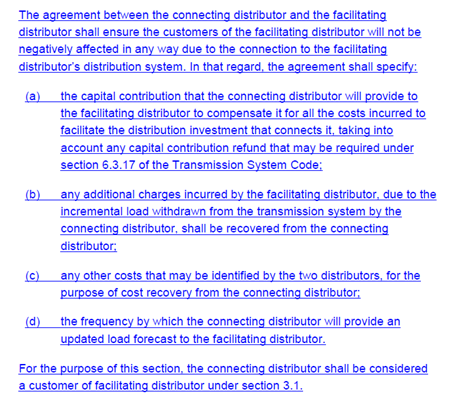 The agreement between the connecting distributor and the facilitating
distributor shall ensure the customers of the facilitating distributor will not be
negatively affected in any way due to the connection to the facilitating
distributor's distribution system. In that regard, the agreement shall specify:
(a) the capital contribution that the connecting distributor will provide to
the facilitating distributor to compensate it for all the costs incurred to
facilitate the distribution investment that connects it, taking into
account any capital contribution refund that may be required under
section 6.3.17 of the Transmission System Code;
(b) any additional charges incurred by the facilitating distributor, due to the
incremental load withdrawn from the transmission system by the
connecting distributor, shall be recovered from the connecting
distributor;
(c) any other costs that may be identified by the two distributors, for the
purpose of cost recovery from the connecting distributor;
(d) the frequency by which the connecting distributor will provide an
updated load forecast to the facilitating distributor.
For the purpose of this section, the connecting distributor shall be considered
a customer of facilitating distributor under section 3.1.